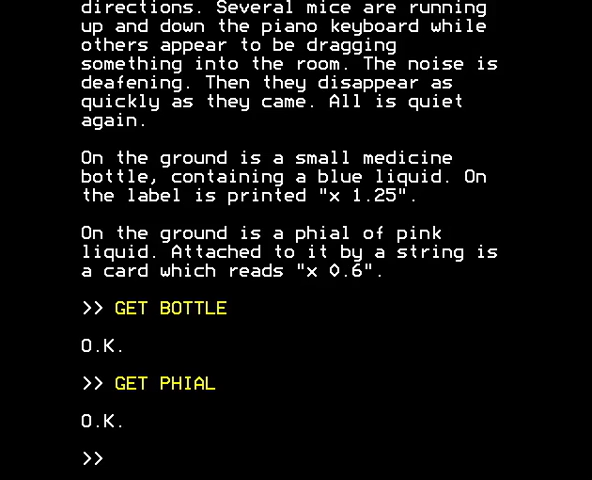 directions. Several mice are running
up and down the piano keyboard while
others appear to be dragging
something into the room. The noise is
deafening. Then they disappear as
quickly as they came. All is quiet
again.
On the ground is a small medicine
bottle, containing a blue liquid. On
the label is printed "x 1.25".
On the ground is a phial of pink
liquid. Attached to it by a string is
a card which reads "x 0.6".
>> GET BOTTLE
O.K.
>> GET PHIAL
O.K.
>>